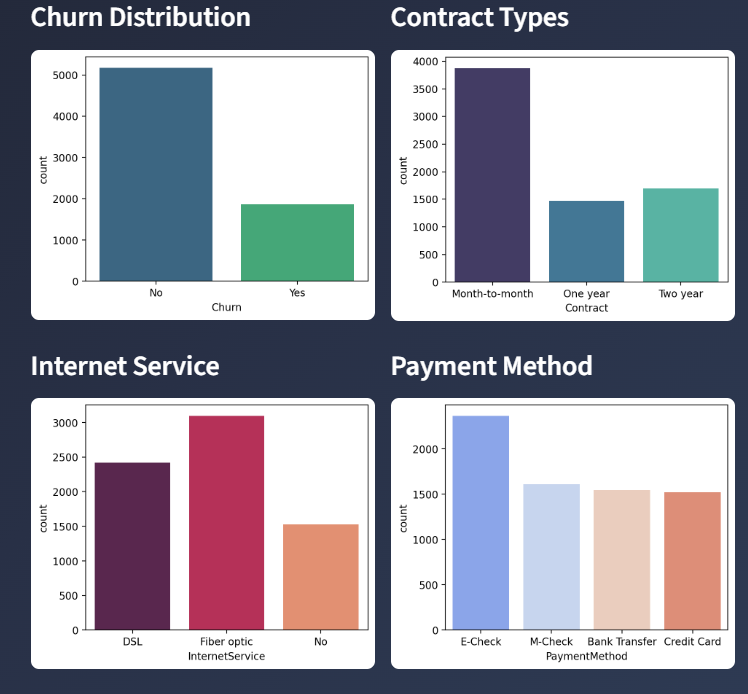 Churn Distribution
Contract Types
count
5000
4000
3000
2000
1000
0
No Yes
Churn
count
4000
3500
3000
2500
2000
1500
1000
500
0
Month-to-month One year Two year
Contract
Internet Service
Payment Method
count
3000
2500
2000
1500
1000
500
0
DSL Fiber optic No
InternetService
count
2000
1500
1000
500
0
E-Check M-Check Bank Transfer Credit Card
PaymentMethod